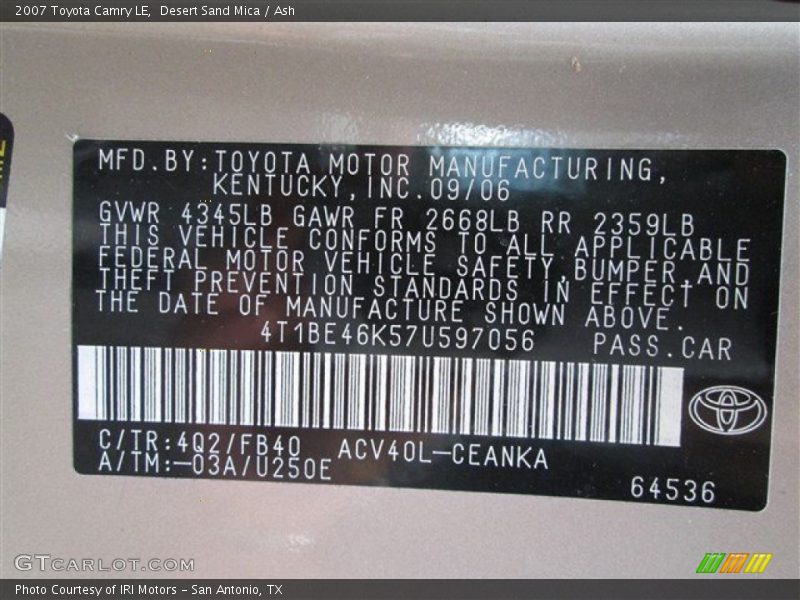 2007 Toyota Camry LE, Desert Sand Mica / Ash
MFD.BY:TOYOTA MOTOR MANUFACTURING,
KENTUCKY,INC.09/06
GVWR 4345LB GAWR FR 2668LB RR 2359LB
THIS VEHICLE CONFORMS TO ALL APPLICABLE
FEDERAL MOTOR VEHICLE SAFETY,BUMPER,AND
THEFT PREVENTION STANDARDS IN EFFECT ON
THE DATE OF MANUFACTURE SHOWN ABOVE.
4T1BE46K57U597056 PASS.CAR
C/TR:4Q2/FB40 ACV40L-CEANKA
A/TM:-03A/U250E
64536
GTCARLOT.COM
Photo Courtesy of IRI Motors - San Antonio, TX